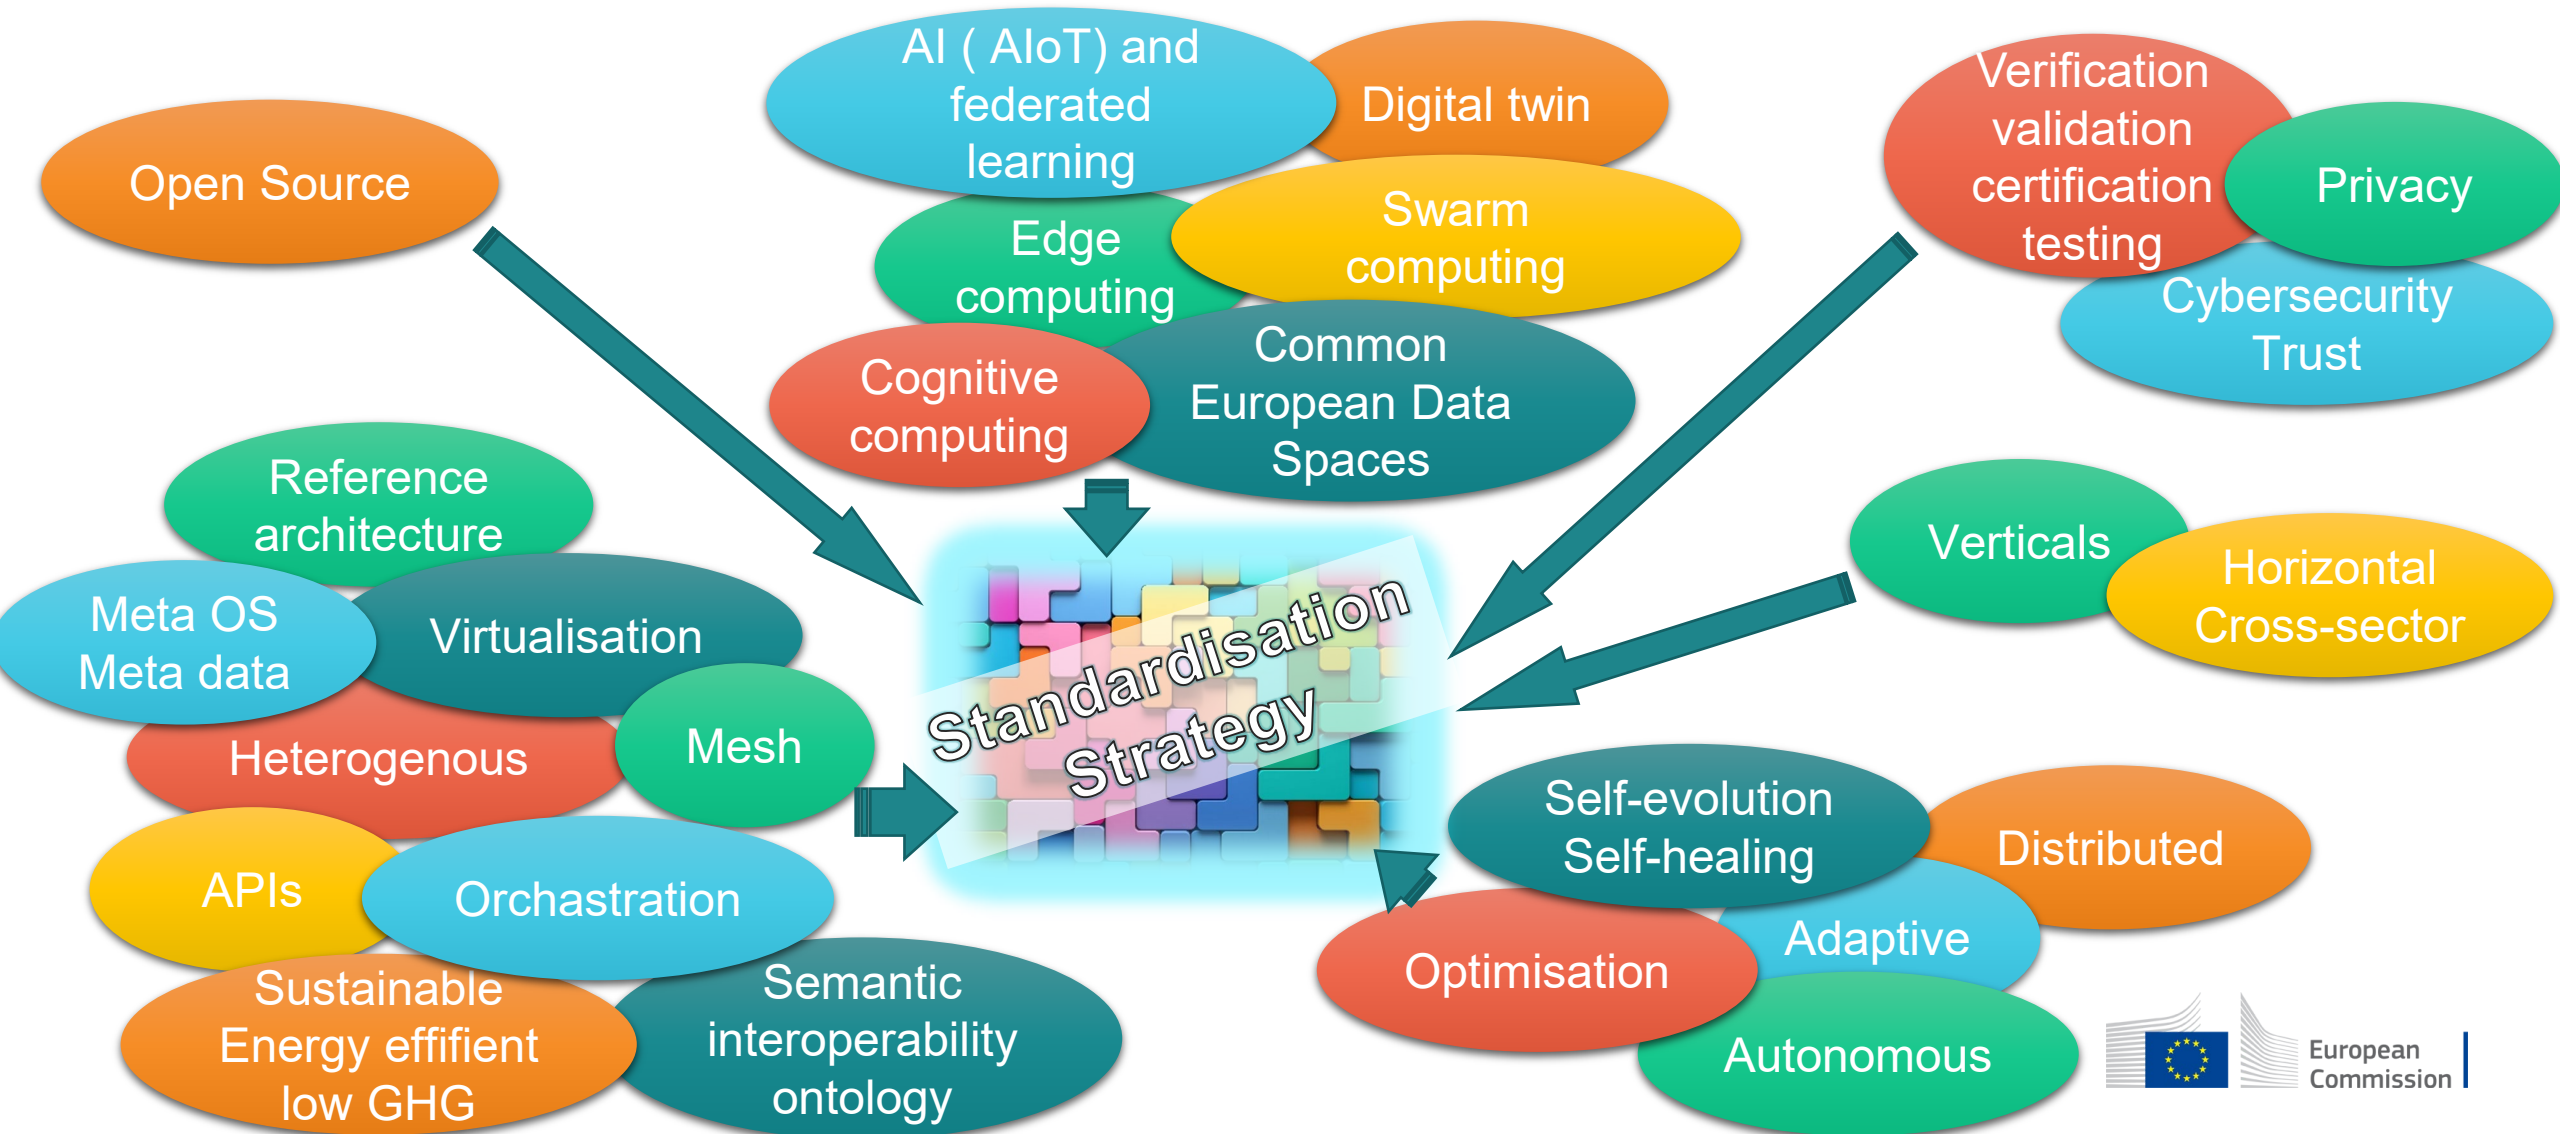 Open Source
AI ( AIoT) and
federated
learning
Digital twin
Edge
computing
Swarm
computing
Cognitive
computing
Common
European Data
Spaces
Verification
validation
certification
testing
Privacy
Cybersecurity
Trust
Reference
architecture
Meta OS
Meta data
Virtualisation
Heterogenous
Mesh
APIs
Orchastration
Sustainable
Energy effifient
low GHG
Semantic
interoperability
ontology
Standardisation
Strategy
Verticals
Horizontal
Cross-sector
Self-evolution
Self-healing
Distributed
Adaptive
Optimisation
Autonomous
European
Commission